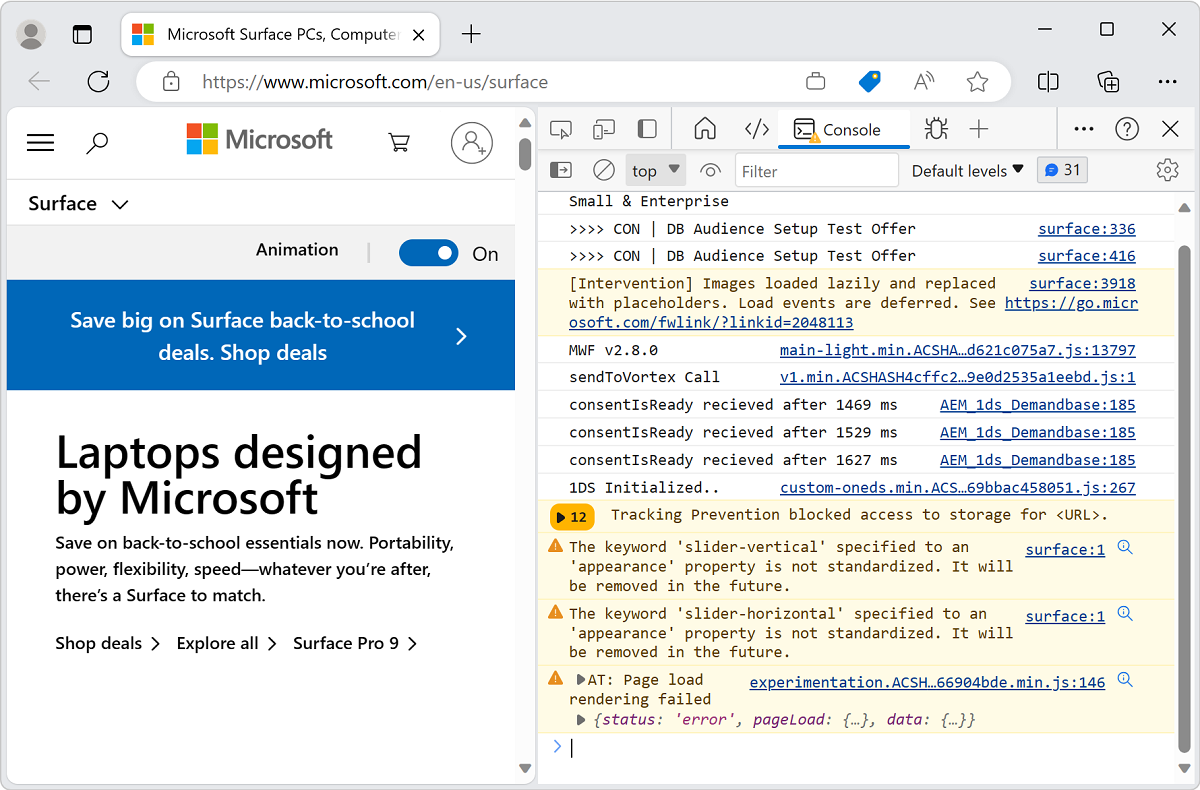 Microsoft Surface PCs, Computer
https://www.microsoft.com/en-us/surface
Microsoft
Surface
Animation
On
Save big on Surface back-to-school
deals. Shop deals
Laptops designed
by Microsoft
Save on back-to-school essentials now. Portability,
power, flexibility, speed—whatever you’re after,
there’s a Surface to match.
Shop deals Explore all Surface Pro 9
Console
top Filter Default levels 31
Small & Enterprise
>>>> CON | DB Audience Setup Test Offer surface:336
>>>> CON | DB Audience Setup Test Offer surface:416
[Intervention] Images loaded lazily and replaced surface:3918
with placeholders. Load events are deferred. See https://go.micr
osoft.com/fwlink/?linkid=2048113
MWF v2.8.0 main-light.min.ACSHA…d621c075a7.js:13797
sendToVortex Call v1.min.ACSHASH4cffc2…9e0d2535a1eebd.js:1
consentIsReady recieved after 1469 ms AEM_1ds_Demandbase:185
consentIsReady recieved after 1529 ms AEM_1ds_Demandbase:185
consentIsReady recieved after 1627 ms AEM_1ds_Demandbase:185
1DS Initialized.. custom-oneds.min.ACS…69bbac458051.js:267
12 Tracking Prevention blocked access to storage for <URL>.
The keyword 'slider-vertical' specified to an surface:1
'appearance' property is not standardized. It will
be removed in the future.
The keyword 'slider-horizontal' specified to an surface:1
'appearance' property is not standardized. It will
be removed in the future.
AT: Page load experimentation.ACSH…66904bde.min.js:146
rendering failed
{status: 'error', pageLoad: {…}, data: {…}}